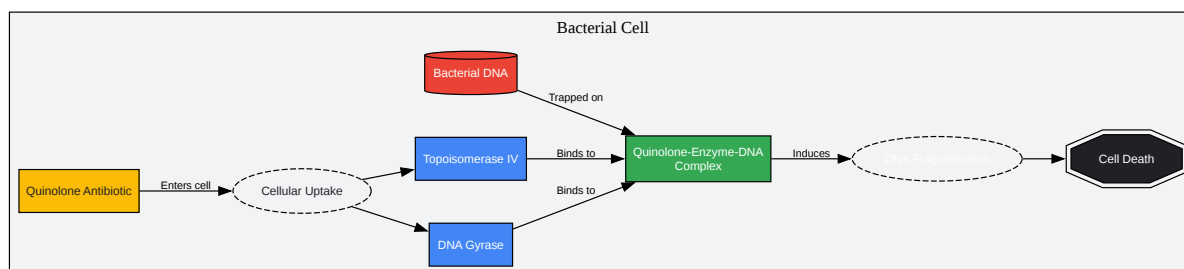 Bacterial Cell
Bacterial DNA
Trapped on
Topoisomerase IV
Binds to
Quinolone-Enzyme-DNA
Complex
Induces
DNA Fragmentation
Cell Death
Quinolone Antibiotic
Enters cell
Cellular Uptake
Binds to
DNA Gyrase